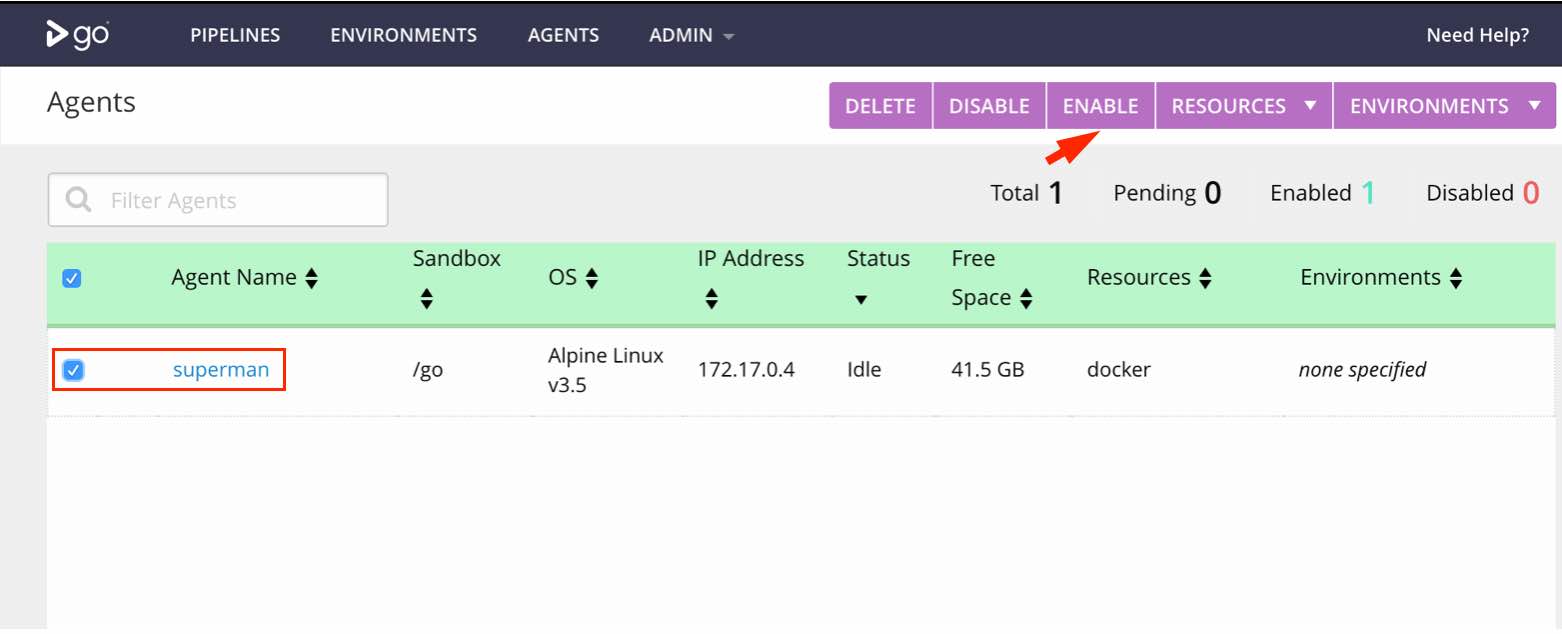 go PIPELINES ENVIRONMENTS AGENTS ADMIN Need Help?
Agents DELETE DISABLE ENABLE RESOURCES ENVIRONMENTS
Filter Agents Total 1 Pending 0 Enabled 1 Disabled 0
Agent Name Sandbox OS IP Address Status Free Space Resources Environments
superman /go Alpine Linux v3.5 172.17.0.4 Idle 41.5 GB docker none specified